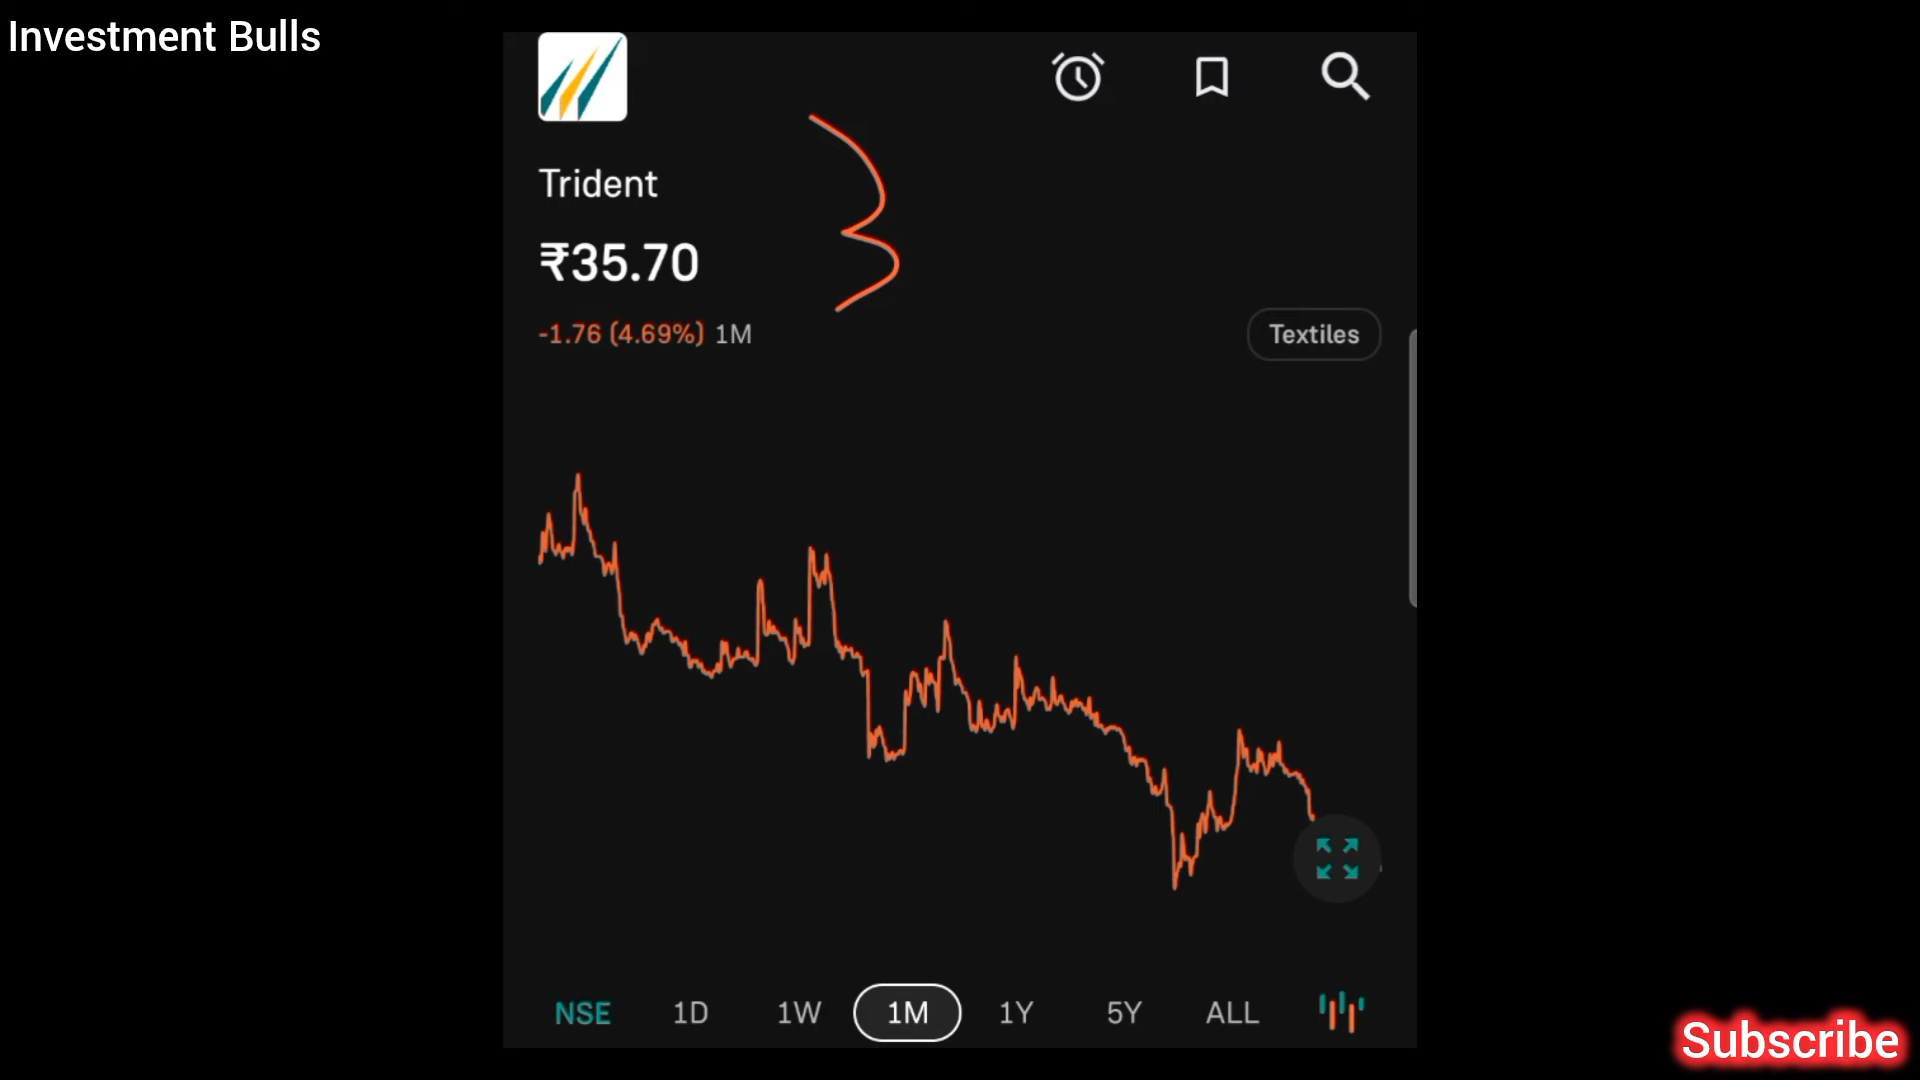 Investment Bulls
Trident
₹35.70
-1.76 (4.69%) 1M
Textiles
NSE 1D 1W 1M 1Y 5Y ALL
Subscribe